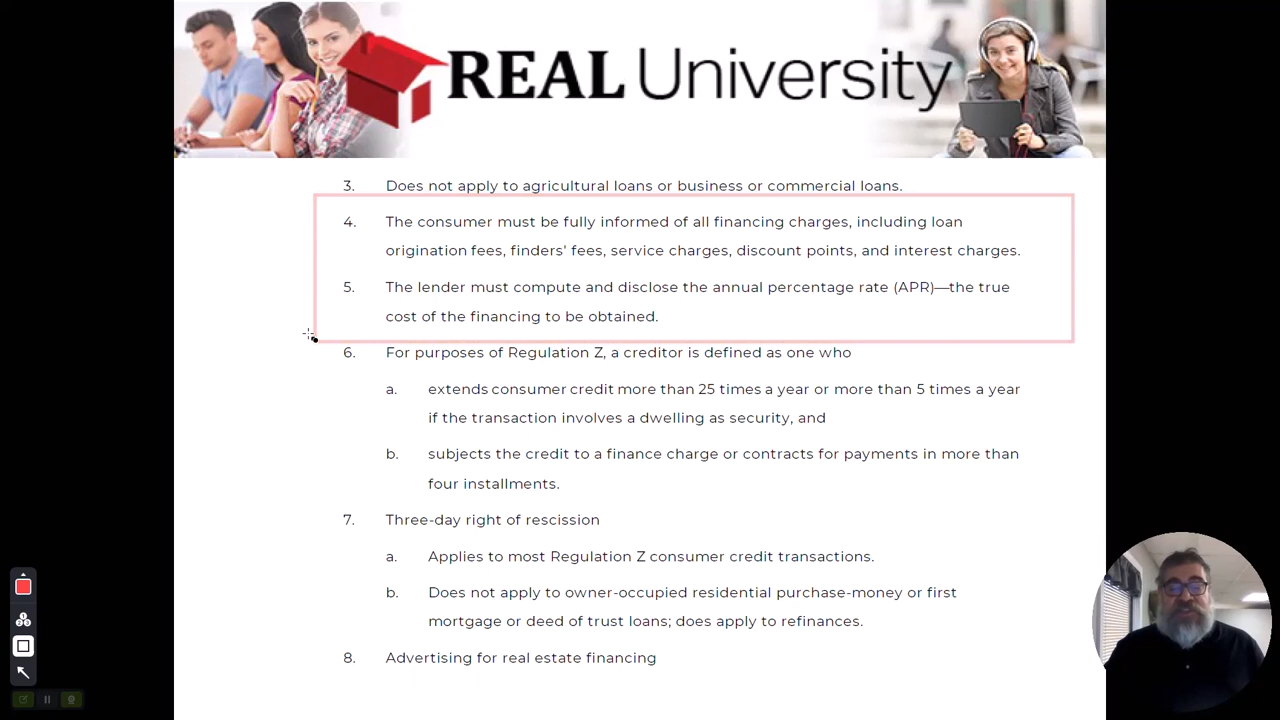 REAL University
3. Does not apply to agricultural loans or business or commercial loans.
4. The consumer must be fully informed of all financing charges, including loan
origination fees, finders' fees, service charges, discount points, and interest charges.
5. The lender must compute and disclose the annual percentage rate (APR)—the true
cost of the financing to be obtained.
6. For purposes of Regulation Z, a creditor is defined as one who
a. extends consumer credit more than 25 times a year or more than 5 times a year
if the transaction involves a dwelling as security, and
b. subjects the credit to a finance charge or contracts for payments in more than
four installments.
7. Three-day right of rescission
a. Applies to most Regulation Z consumer credit transactions.
b. Does not apply to owner-occupied residential purchase-money or first
mortgage or deed of trust loans; does apply to refinances.
8. Advertising for real estate financing